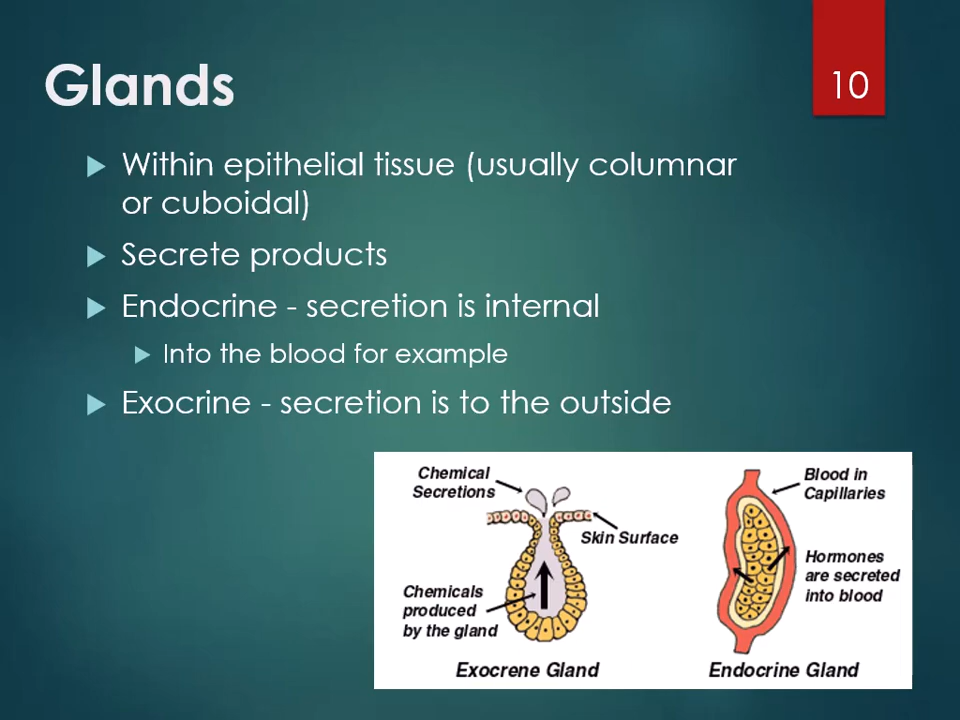 Glands
10
Within epithelial tissue (usually columnar
or cuboidal)
Secrete products
Endocrine - secretion is internal
Into the blood for example
Exocrine - secretion is to the outside
Chemical
Secretions
Skin Surface
Chemicals
produced
by the gland
Exocrene Gland
Blood in
Capillaries
Hormones
are secreted
into blood
Endocrine Gland